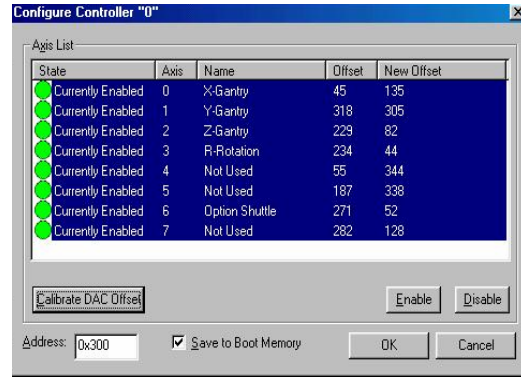 Configure Controller "0"
Axis List
State Axis Name Offset New Offset
Currently Enabled 0 X-Gantry 45 135
Currently Enabled 1 Y-Gantry 318 305
Currently Enabled 2 Z-Gantry 229 82
Currently Enabled 3 R-Rotation 234 44
Currently Enabled 4 Not Used 55 344
Currently Enabled 5 Not Used 187 338
Currently Enabled 6 Option Shuttle 271 52
Currently Enabled 7 Not Used 282 128
Calibrate DAC Offset Enable Disable
Address: 0x300 Save to Boot Memory OK Cancel